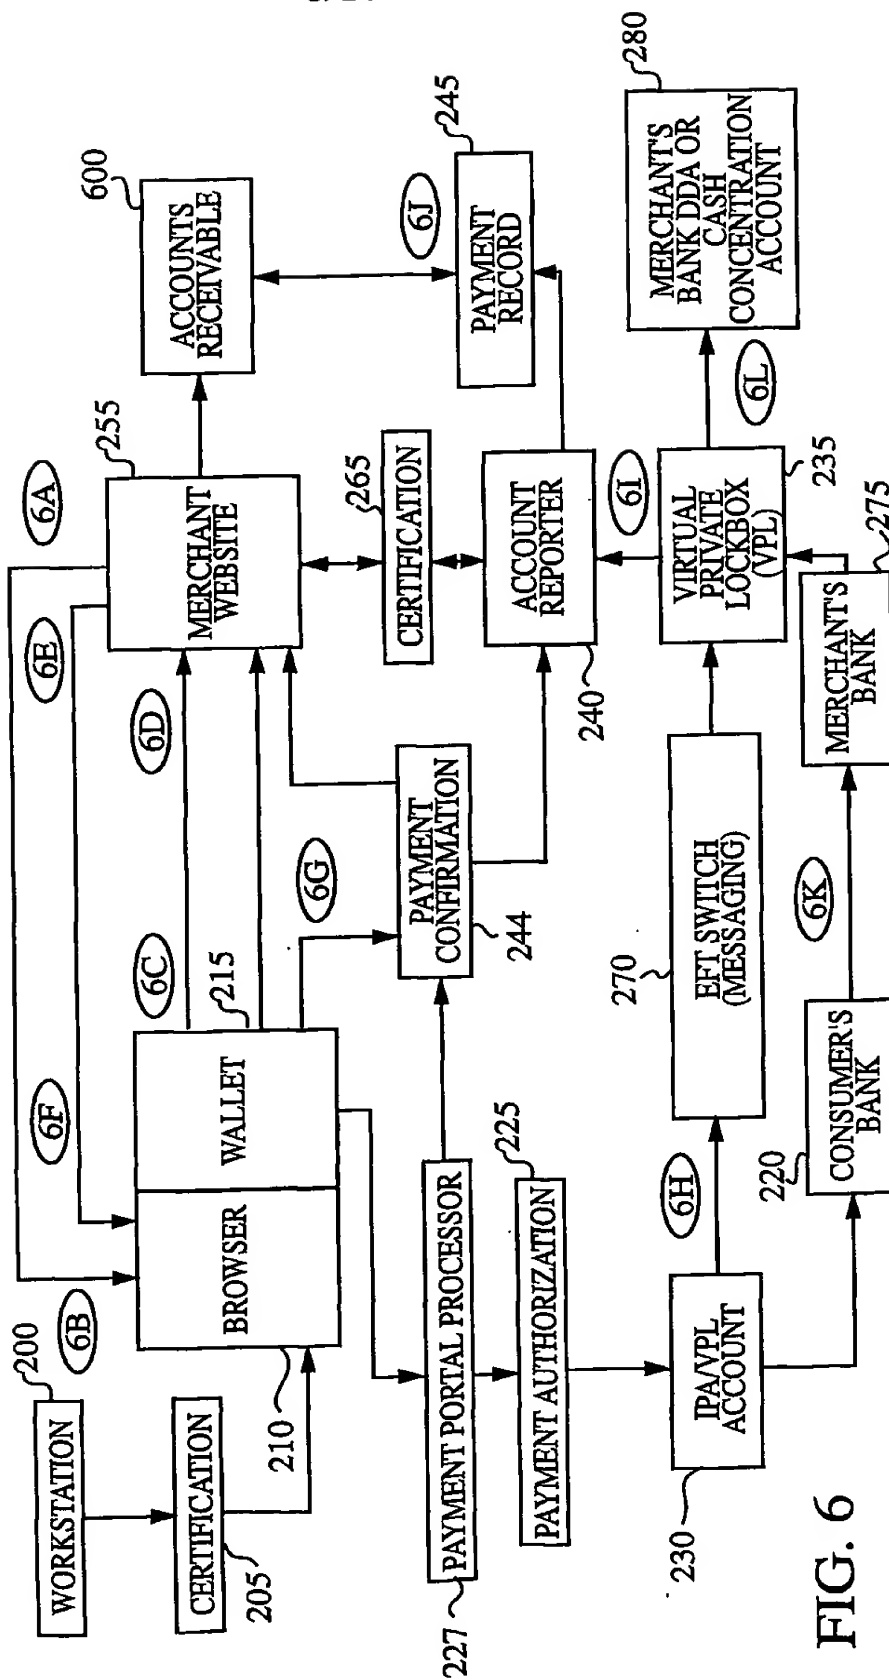 WORKSTATION
200
6B
6F
6E
6A
255
600
CERTIFICATION
205
210
BROWSER
WALLET
215
6C
6D
MERCHANT
WEBSITE
ACCOUNTS
RECEIVABLE
6G
265
CERTIFICATION
6J
245
227
PAYMENT PORTAL PROCESSOR
PAYMENT
CONFIRMATION
244
225
PAYMENT AUTHORIZATION
ACCOUNT
REPORTER
240
PAYMENT
RECORD
280
230
IPA/VPL
ACCOUNT
6H
270
EFT SWITCH
(MESSAGING)
6I
VIRTUAL
PRIVATE
LOCKBOX
(VPL)
235
6L
MERCHANT'S
BANK DDA OR
CASH
CONCENTRATION
ACCOUNT
220
CONSUMER'S
BANK
6K
MERCHANT'S
BANK
275
FIG. 6